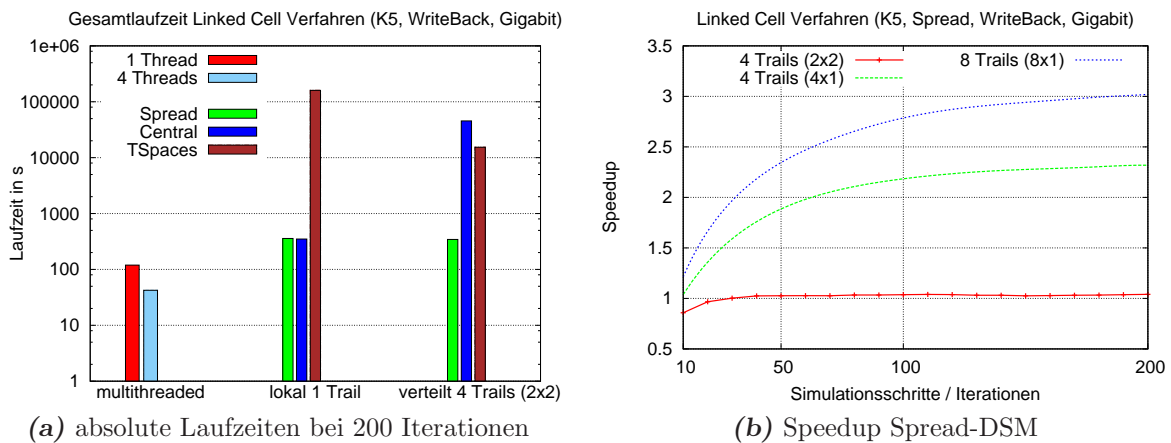 Gesamtlaufzeit Linked Cell Verfahren (K5, WriteBack, Gigabit)
1e+06
100000
10000
1000
100
10
1
Laufzeit in s
1 Thread
4 Threads
Spread
Central
TSpaces
multithreaded
lokal 1 Trail
verteilt 4 Trails (2x2)
(a) absolute Laufzeiten bei 200 Iterationen
Linked Cell Verfahren (K5, Spread, WriteBack, Gigabit)
3.5
3
2.5
2
1.5
1
0.5
Speedup
4 Trails (2x2)
4 Trails (4x1)
8 Trails (8x1)
10
50
100
200
Simulationsschritte / Iterationen
(b) Speedup Spread-DSM